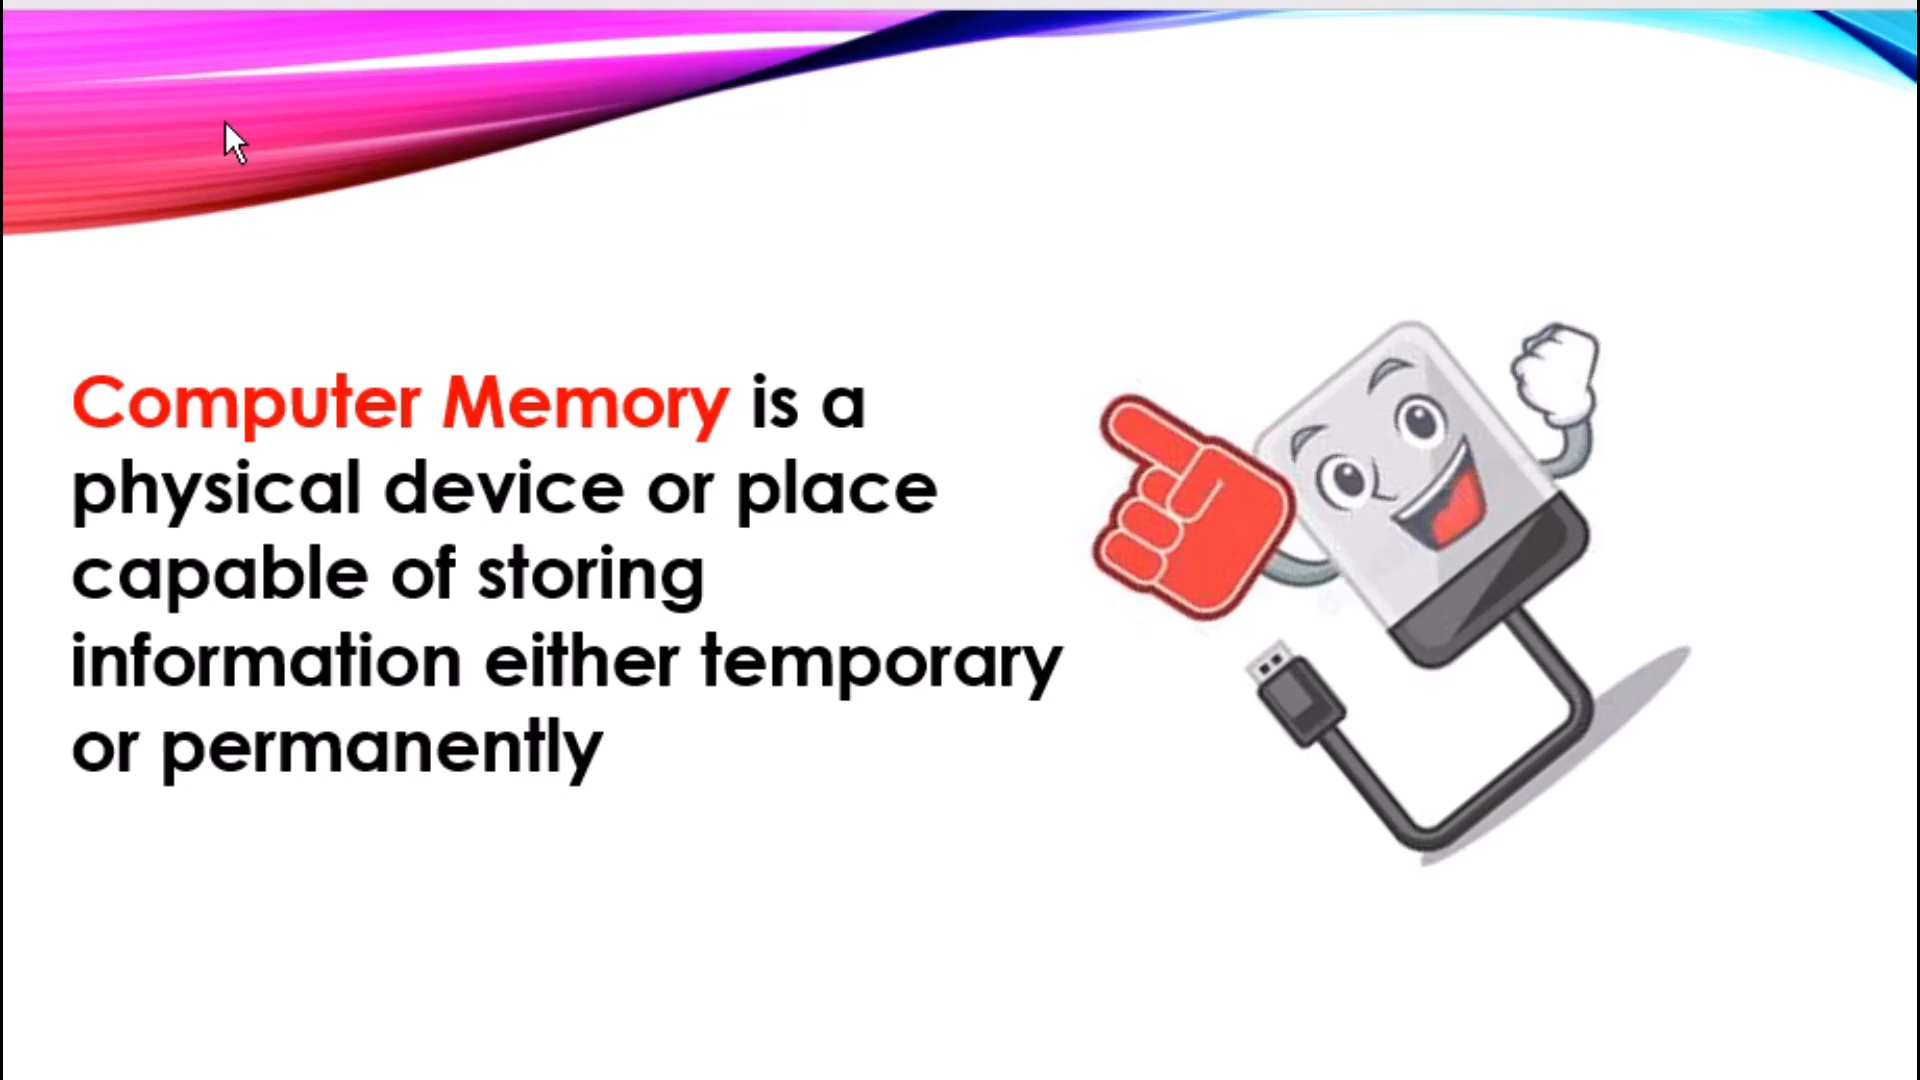 Computer Memory is a
physical device or place
capable of storing
information either temporary
or permanently